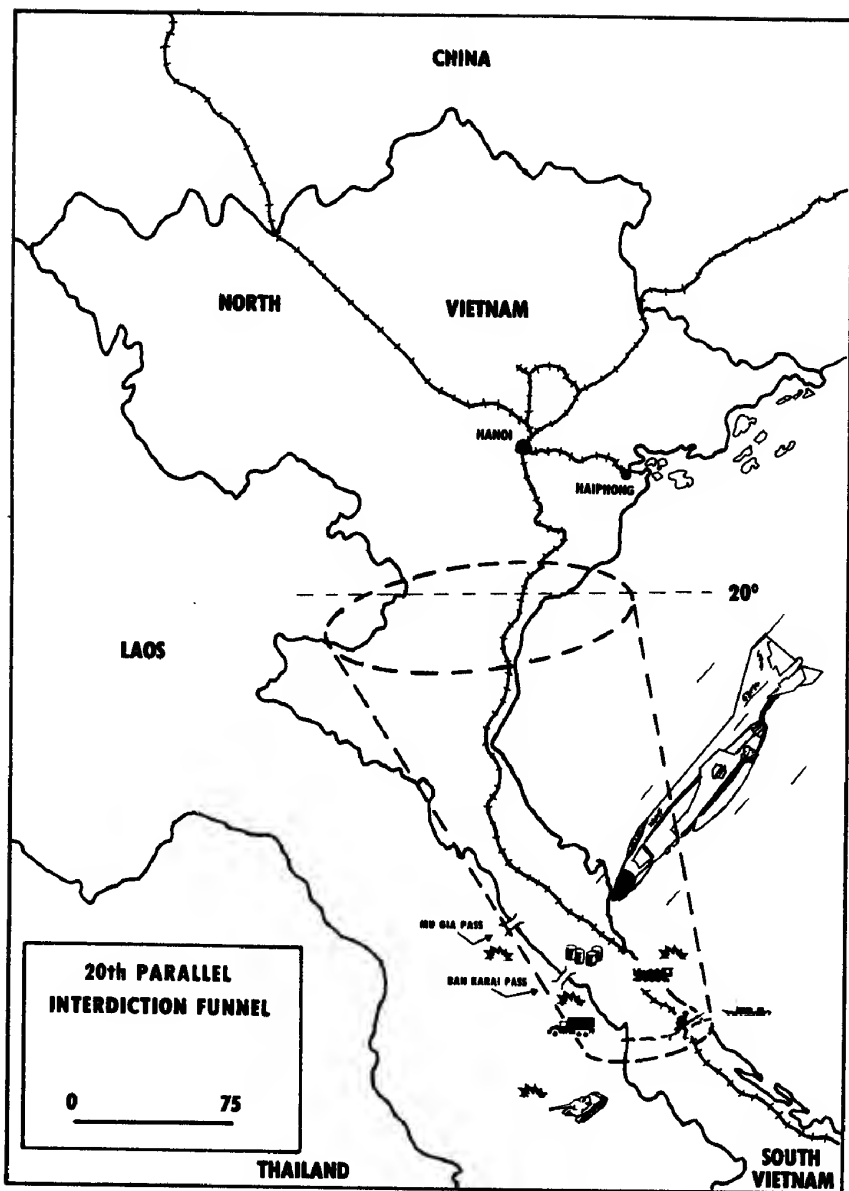 CHINA
NORTH
VIETNAM
HANOI
HAIPHONG
20°
LAOS
MU GIA PASS
BAN KARAI PASS
20th PARALLEL
INTERDICTION FUNNEL
0 75
THAILAND
SOUTH
VIETNAM